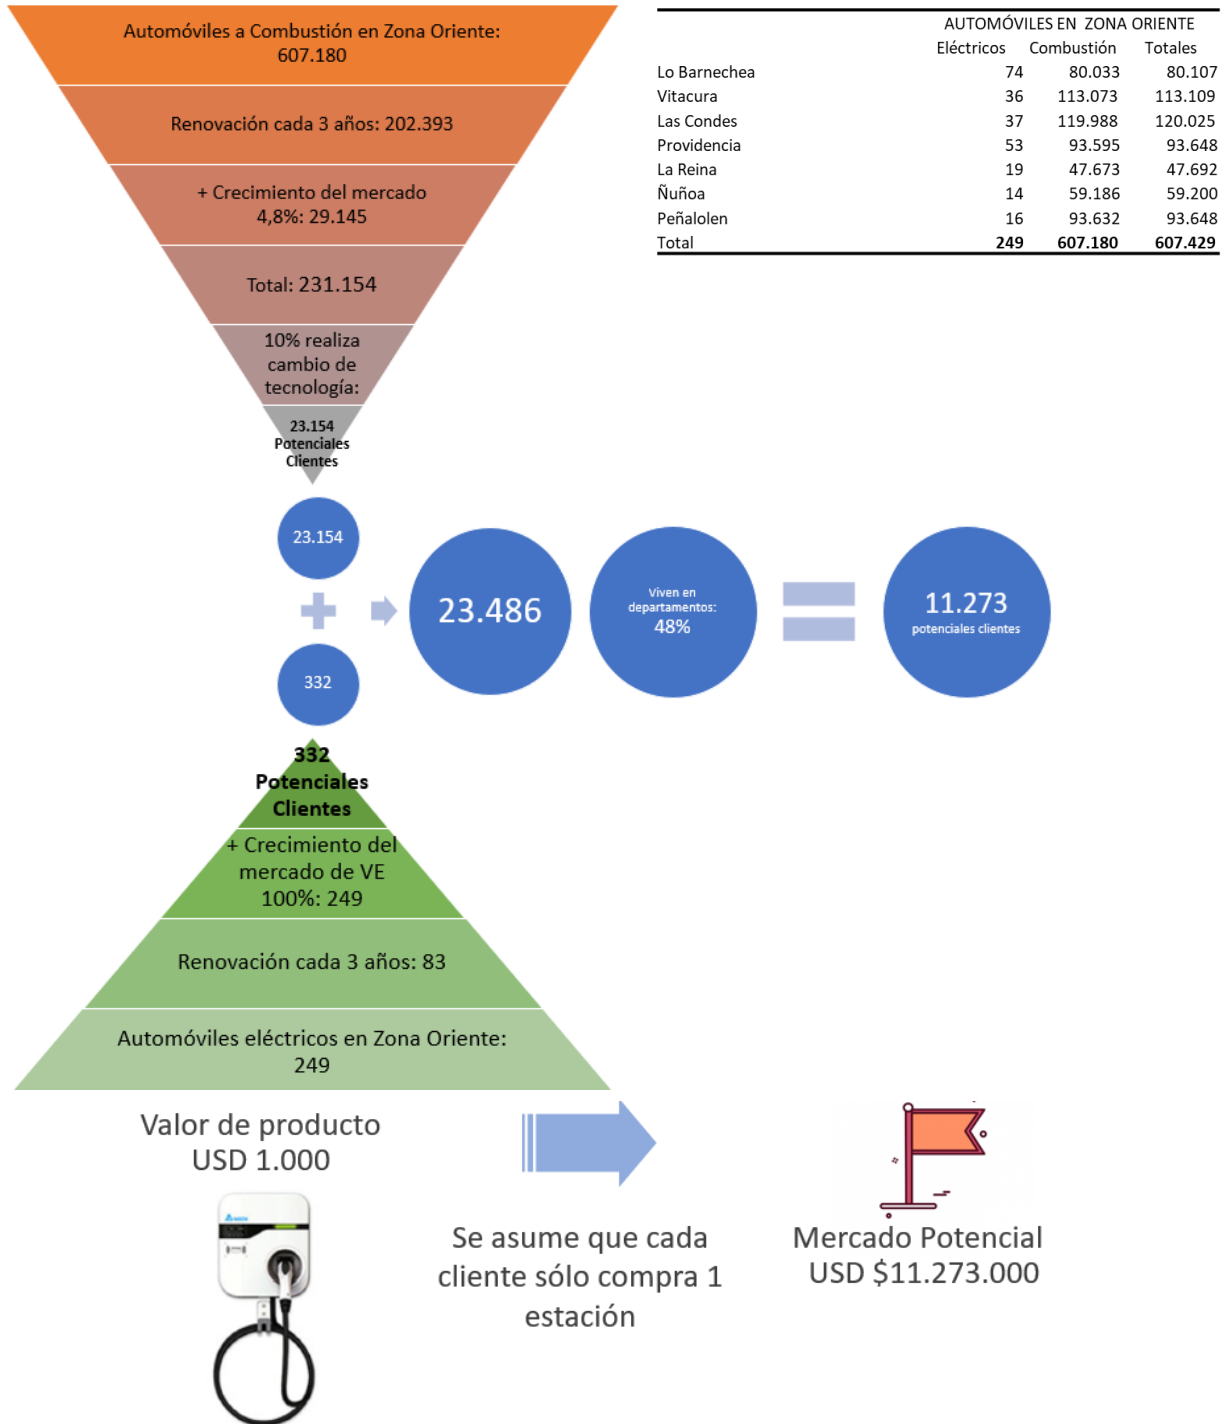 Automóviles a Combustión en Zona Oriente:
607.180
Renovación cada 3 años: 202.393
+ Crecimiento del mercado
4,8%: 29.145
Total: 231.154
10% realiza
cambio de
tecnología:
23.154
Potenciales
Clientes
AUTOMÓVILES EN ZONA ORIENTE
Eléctricos Combustión Totales
Lo Barnechea 74 80.033 80.107
Vitacura 36 113.073 113.109
Las Condes 37 119.988 120.025
Providencia 53 93.595 93.648
La Reina 19 47.673 47.692
Ñuñoa 14 59.186 59.200
Peñalolen 16 93.632 93.648
Total 249 607.180 607.429
23.154
332
23.486
Viven en
departamentos:
48%
11.273
potenciales clientes
332
Potenciales
Clientes
+ Crecimiento del
mercado de VE
100%: 249
Renovación cada 3 años: 83
Automóviles eléctricos en Zona Oriente:
249
Valor de producto
USD 1.000
Se asume que cada
cliente sólo compra 1
estación
Mercado Potencial
USD $11.273.000